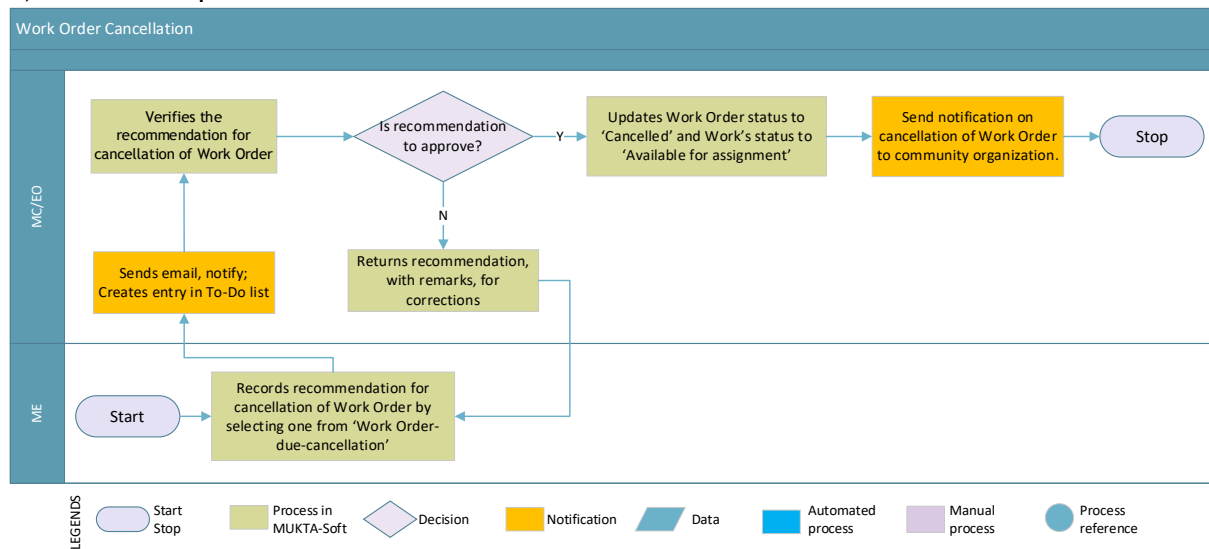 Work Order Cancellation
MC/EO
Verifies the
recommendation for
cancellation of Work Order
Is recommendation
to approve?
Y
Updates Work Order status to
‘Cancelled’ and Work’s status to
‘Available for assignment’
Send notification on
cancellation of Work Order
to community organization.
Stop
N
Sends email, notify;
Creates entry in To-Do list
Returns recommendation,
with remarks, for
corrections
ME
Start
Records recommendation for
cancellation of Work Order by
selecting one from ‘Work Order-
due-cancellation’
LEGENDS
Start
Stop
Process in
MUKTA-Soft
Decision
Notification
Data
Automated
process
Manual
process
Process
reference